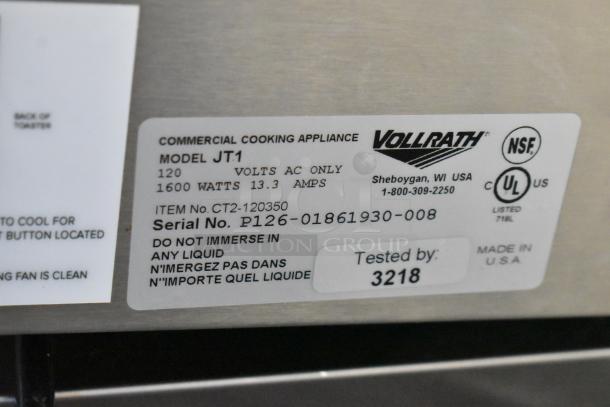 BACK OF
TOASTER
TO COOL FOR
T BUTTON LOCATED
NG FAN IS CLEAN
COMMERCIAL COOKING APPLIANCE
MODEL JT1
120 VOLTS AC ONLY
1600 WATTS 13.3 AMPS
ITEM No. CT2-120350
Serial No. P126-01861930-008
DO NOT IMMERSE IN
ANY LIQUID
N'IMERGEZ PAS DANS
N''IMPORTE QUEL LIQUIDE
VOLLRATH
Sheboygan, WI USA
1-800-309-2250
NSF
C UL US
LISTED
718L
Tested by:
3218
MADE IN
U.S.A.
AUCTION GROUP